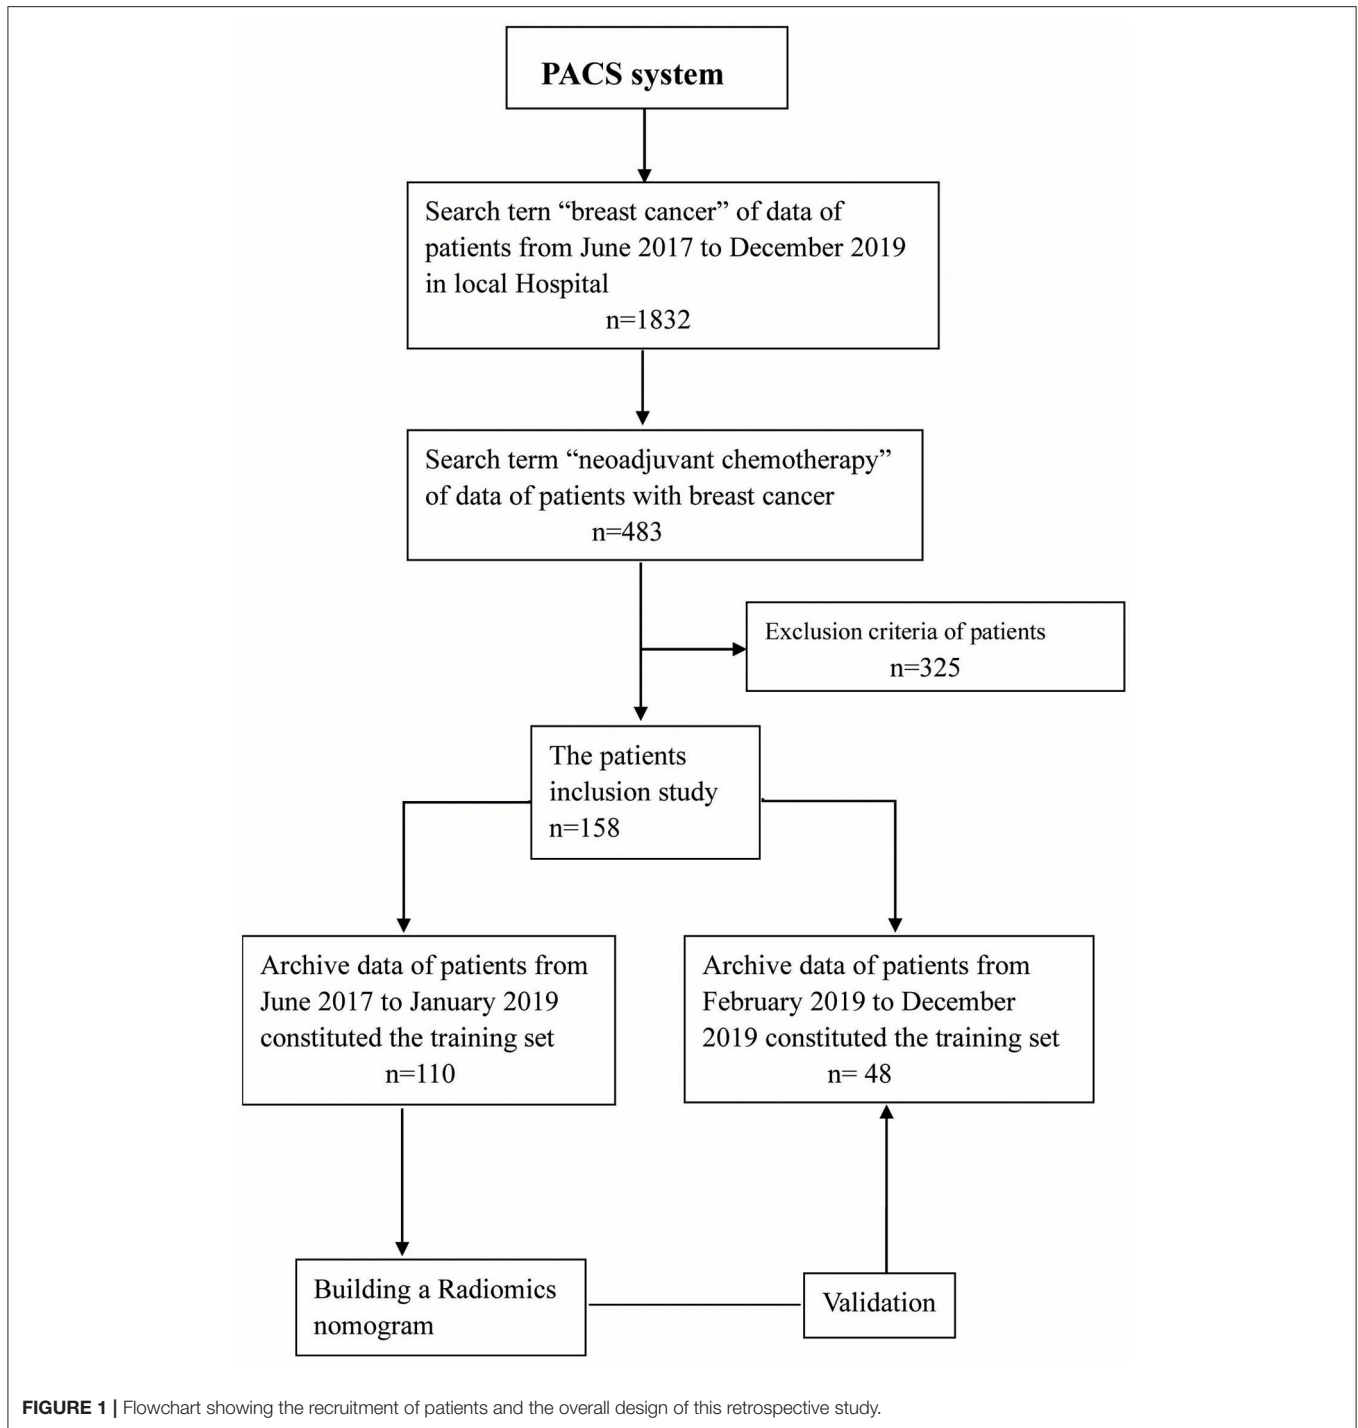 PACS system
Search tern “breast cancer” of data of
patients from June 2017 to December 2019
in local Hospital
n=1832
Search term “neoadjuvant chemotherapy”
of data of patients with breast cancer
n=483
Exclusion criteria of patients
n=325
The patients
inclusion study
n=158
Archive data of patients from
June 2017 to January 2019
constituted the training set
n=110
Archive data of patients from
February 2019 to December
2019 constituted the training set
n= 48
Building a Radiomics
nomogram
Validation
FIGURE 1 | Flowchart showing the recruitment of patients and the overall design of this retrospective study.